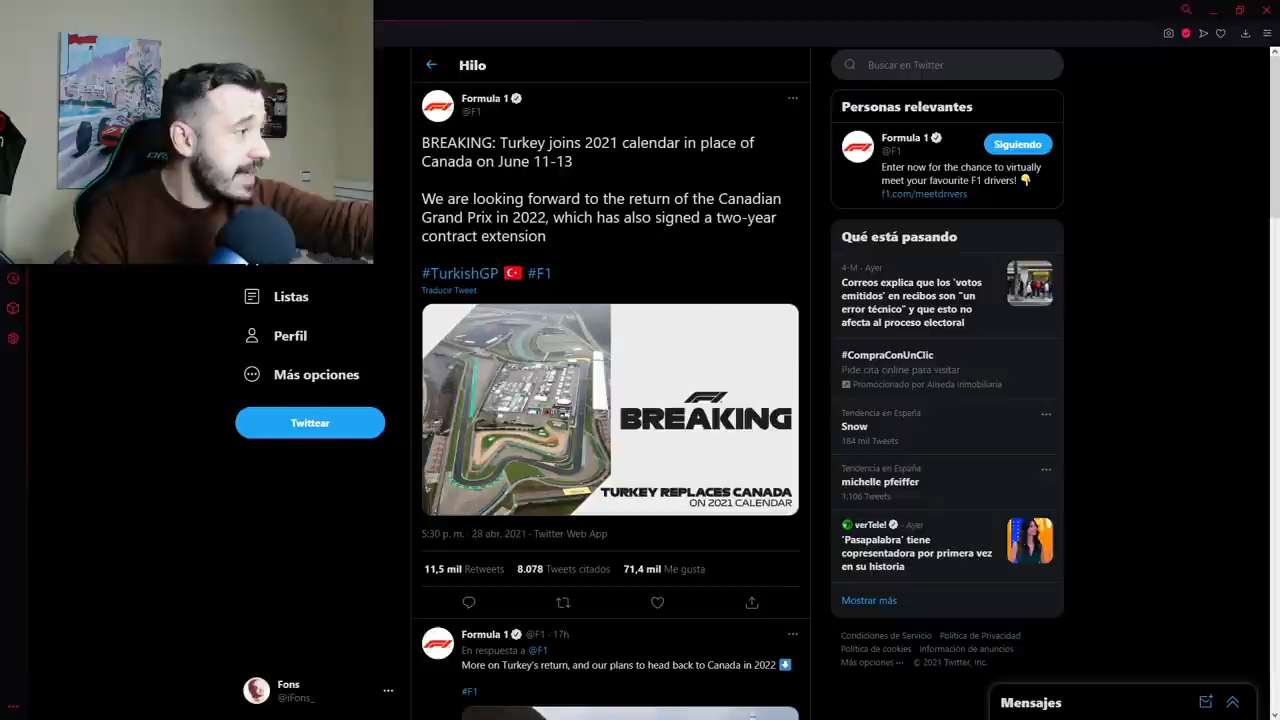 Hilo
Formula 1
@F1
BREAKING: Turkey joins 2021 calendar in place of
Canada on June 11-13
We are looking forward to the return of the Canadian
Grand Prix in 2022, which has also signed a two-year
contract extension
#TurkishGP 🇹🇷 #F1
Traducir Tweet
BREAKING
TURKEY REPLACES CANADA
ON 2021 CALENDAR
5:30 p. m. · 28 abr. 2021 · Twitter Web App
11,5 mil Retweets 8.078 Tweets citados 71,4 mil Me gusta
Formula 1 @F1 · 17h
En respuesta a @F1
More on Turkey's return, and our plans to head back to Canada in 2022 ⬇️
#F1
Listas
Perfil
Más opciones
Twittear
Fons
@iFons_
Buscar en Twitter
Personas relevantes
Formula 1
@F1
Siguiendo
Enter now for the chance to virtually
meet your favourite F1 drivers! 👇
f1.com/meetdrivers
Qué está pasando
4-M · Ayer
Correos explica que los 'votos
emitidos' en recibos son "un
error técnico" y que esto no
afecta al proceso electoral
#CompraConUnClic
Pide cita online para visitar
Promocionado por Aliseda Inmobiliaria
Tendencia en España
Snow
184 mil Tweets
Tendencia en España
michelle pfeiffer
1.106 Tweets
verTele! · Ayer
'Pasapalabra' tiene
copresentadora por primera vez
en su historia
Mostrar más
Condiciones de Servicio Política de Privacidad
Política de cookies Información de anuncios
Más opciones ··· © 2021 Twitter, Inc.
Mensajes